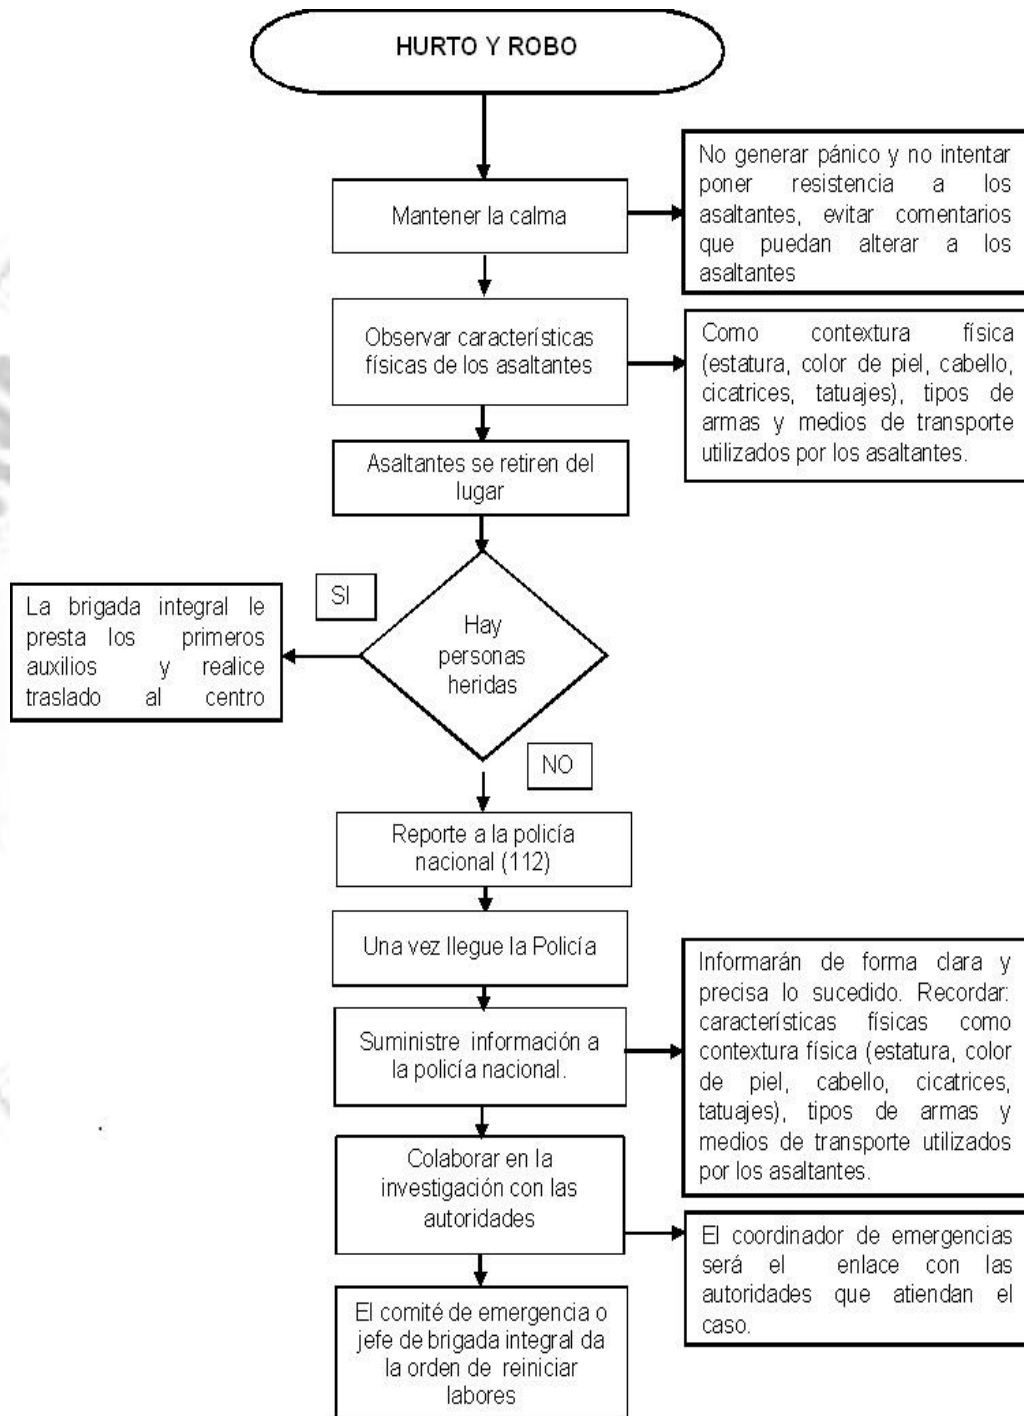 HURTO Y ROBO
Mantener la calma
No generar pánico y no intentar
poner resistencia a los
asaltantes, evitar comentarios
que puedan alterar a los
asaltantes
Observar características
físicas de los asaltantes
Como contextura física
(estatura, color de piel, cabello,
cicatrices, tatuajes), tipos de
armas y medios de transporte
utilizados por los asaltantes.
Asaltantes se retiren del
lugar
SI
La brigada integral le
presta los primeros
auxilios y realice
traslado al centro
Hay
personas
heridas
NO
Reporte a la policía
nacional (112)
Una vez llegue la Policía
Suministre información a
la policía nacional.
Informarán de forma clara y
precisa lo sucedido. Recordar:
características físicas como
contextura física (estatura, color
de piel, cabello, cicatrices,
tatuajes), tipos de armas y
medios de transporte utilizados
por los asaltantes.
Colaborar en la
investigación con las
autoridades
El coordinador de emergencias
será el enlace con las
autoridades que atiendan el
caso.
El comité de emergencia o
jefe de brigada integral da
la orden de reiniciar
labores